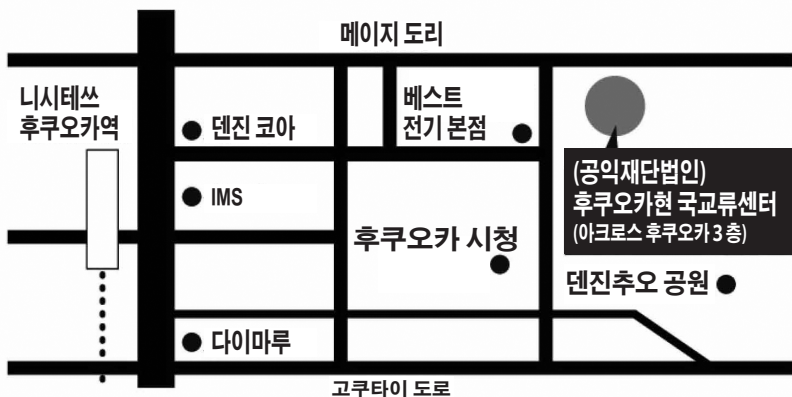 메이지 도리
니시테쓰
후쿠오카역
덴진 코아
베스트
전기 본점
IMS
(공익재단법인)
후쿠오카현 국교류센터
(아크로스 후쿠오카 3 층)
후쿠오카 시청
덴진추오 공원
다이마루
고쿠타이 도로